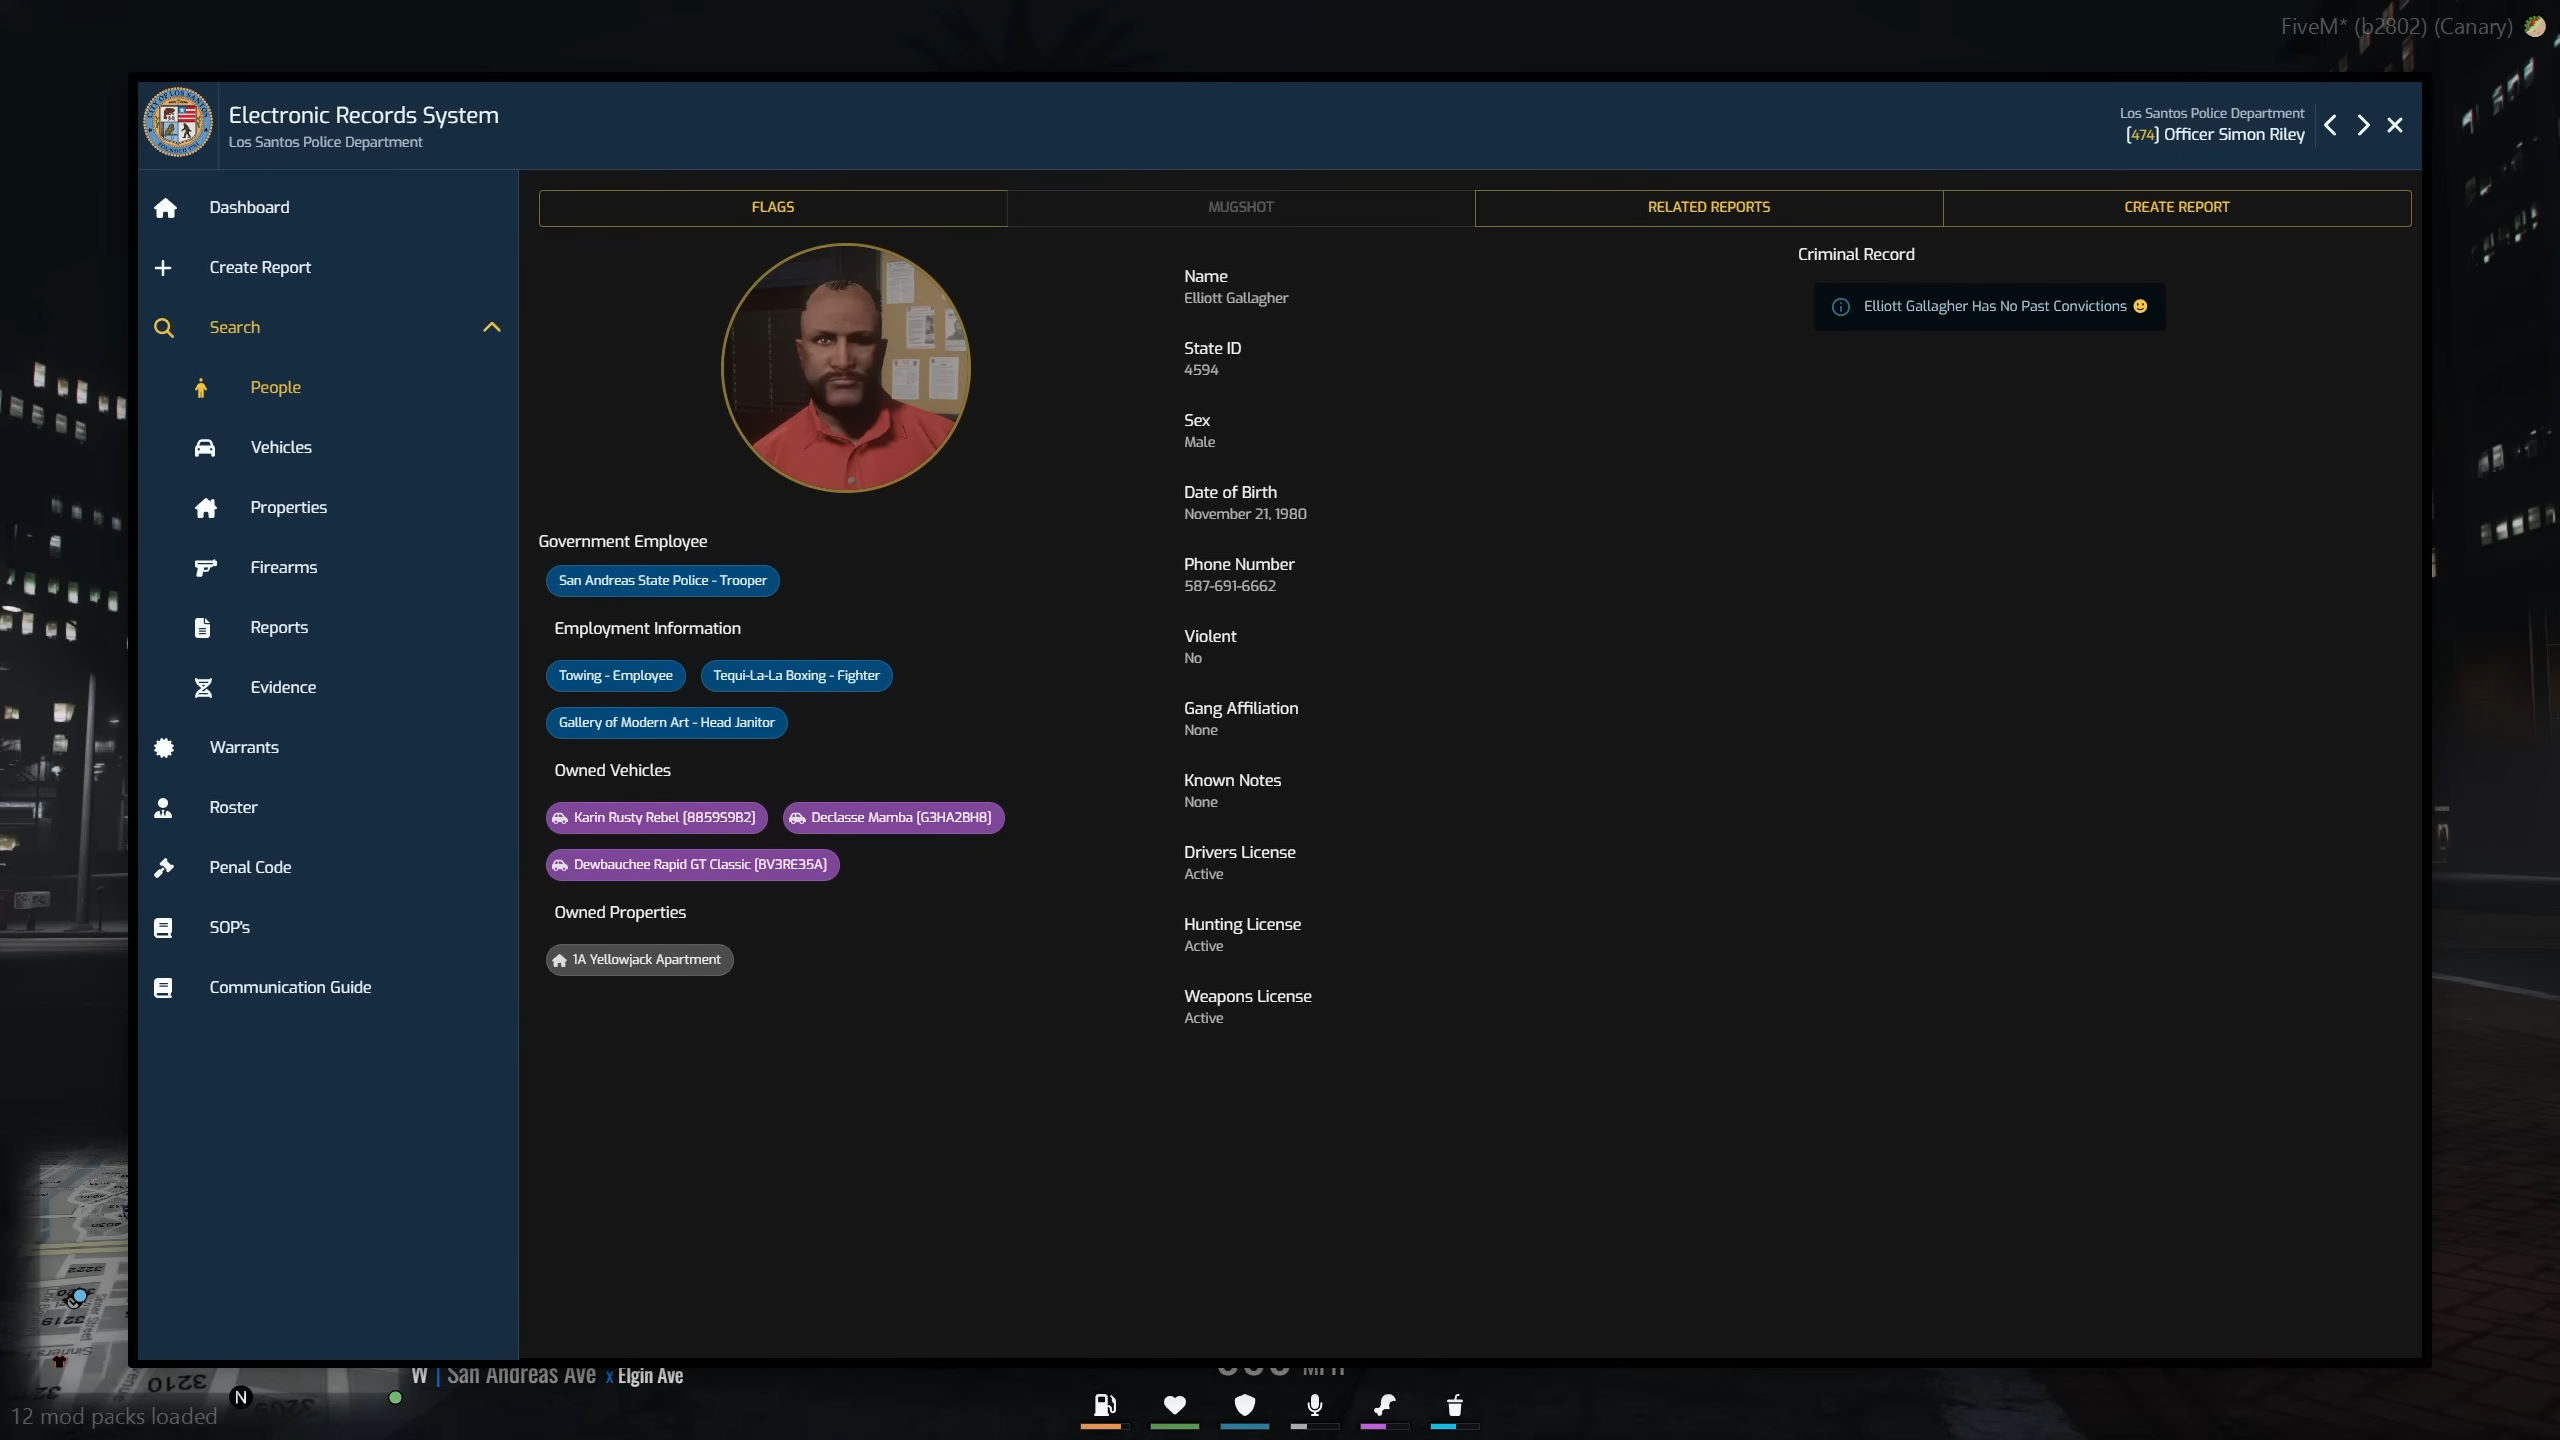 FiveM* (b2802) (Canary)
Electronic Records System
Los Santos Police Department
Los Santos Police Department
[474] Officer Simon Riley
Dashboard
Create Report
Search
People
Vehicles
Properties
Firearms
Reports
Evidence
Warrants
Roster
Penal Code
SOP's
Communication Guide
FLAGS
MUGSHOT
RELATED REPORTS
CREATE REPORT
Government Employee
San Andreas State Police - Trooper
Employment Information
Towing - Employee
Tequi-La-La Boxing - Fighter
Gallery of Modern Art - Head Janitor
Owned Vehicles
Karin Rusty Rebel [8859S9B2]
Declasse Mamba [G3HA2BH8]
Dewbauchee Rapid GT Classic [BV3RE35A]
Owned Properties
1A Yellowjack Apartment
Name
Elliott Gallagher
State ID
4594
Sex
Male
Date of Birth
November 21, 1980
Phone Number
587-691-6662
Violent
No
Gang Affiliation
None
Known Notes
None
Drivers License
Active
Hunting License
Active
Weapons License
Active
Criminal Record
Elliott Gallagher Has No Past Convictions
3222
3219
3210
N
W | San Andreas Ave x Elgin Ave
MPH
12 mod packs loaded